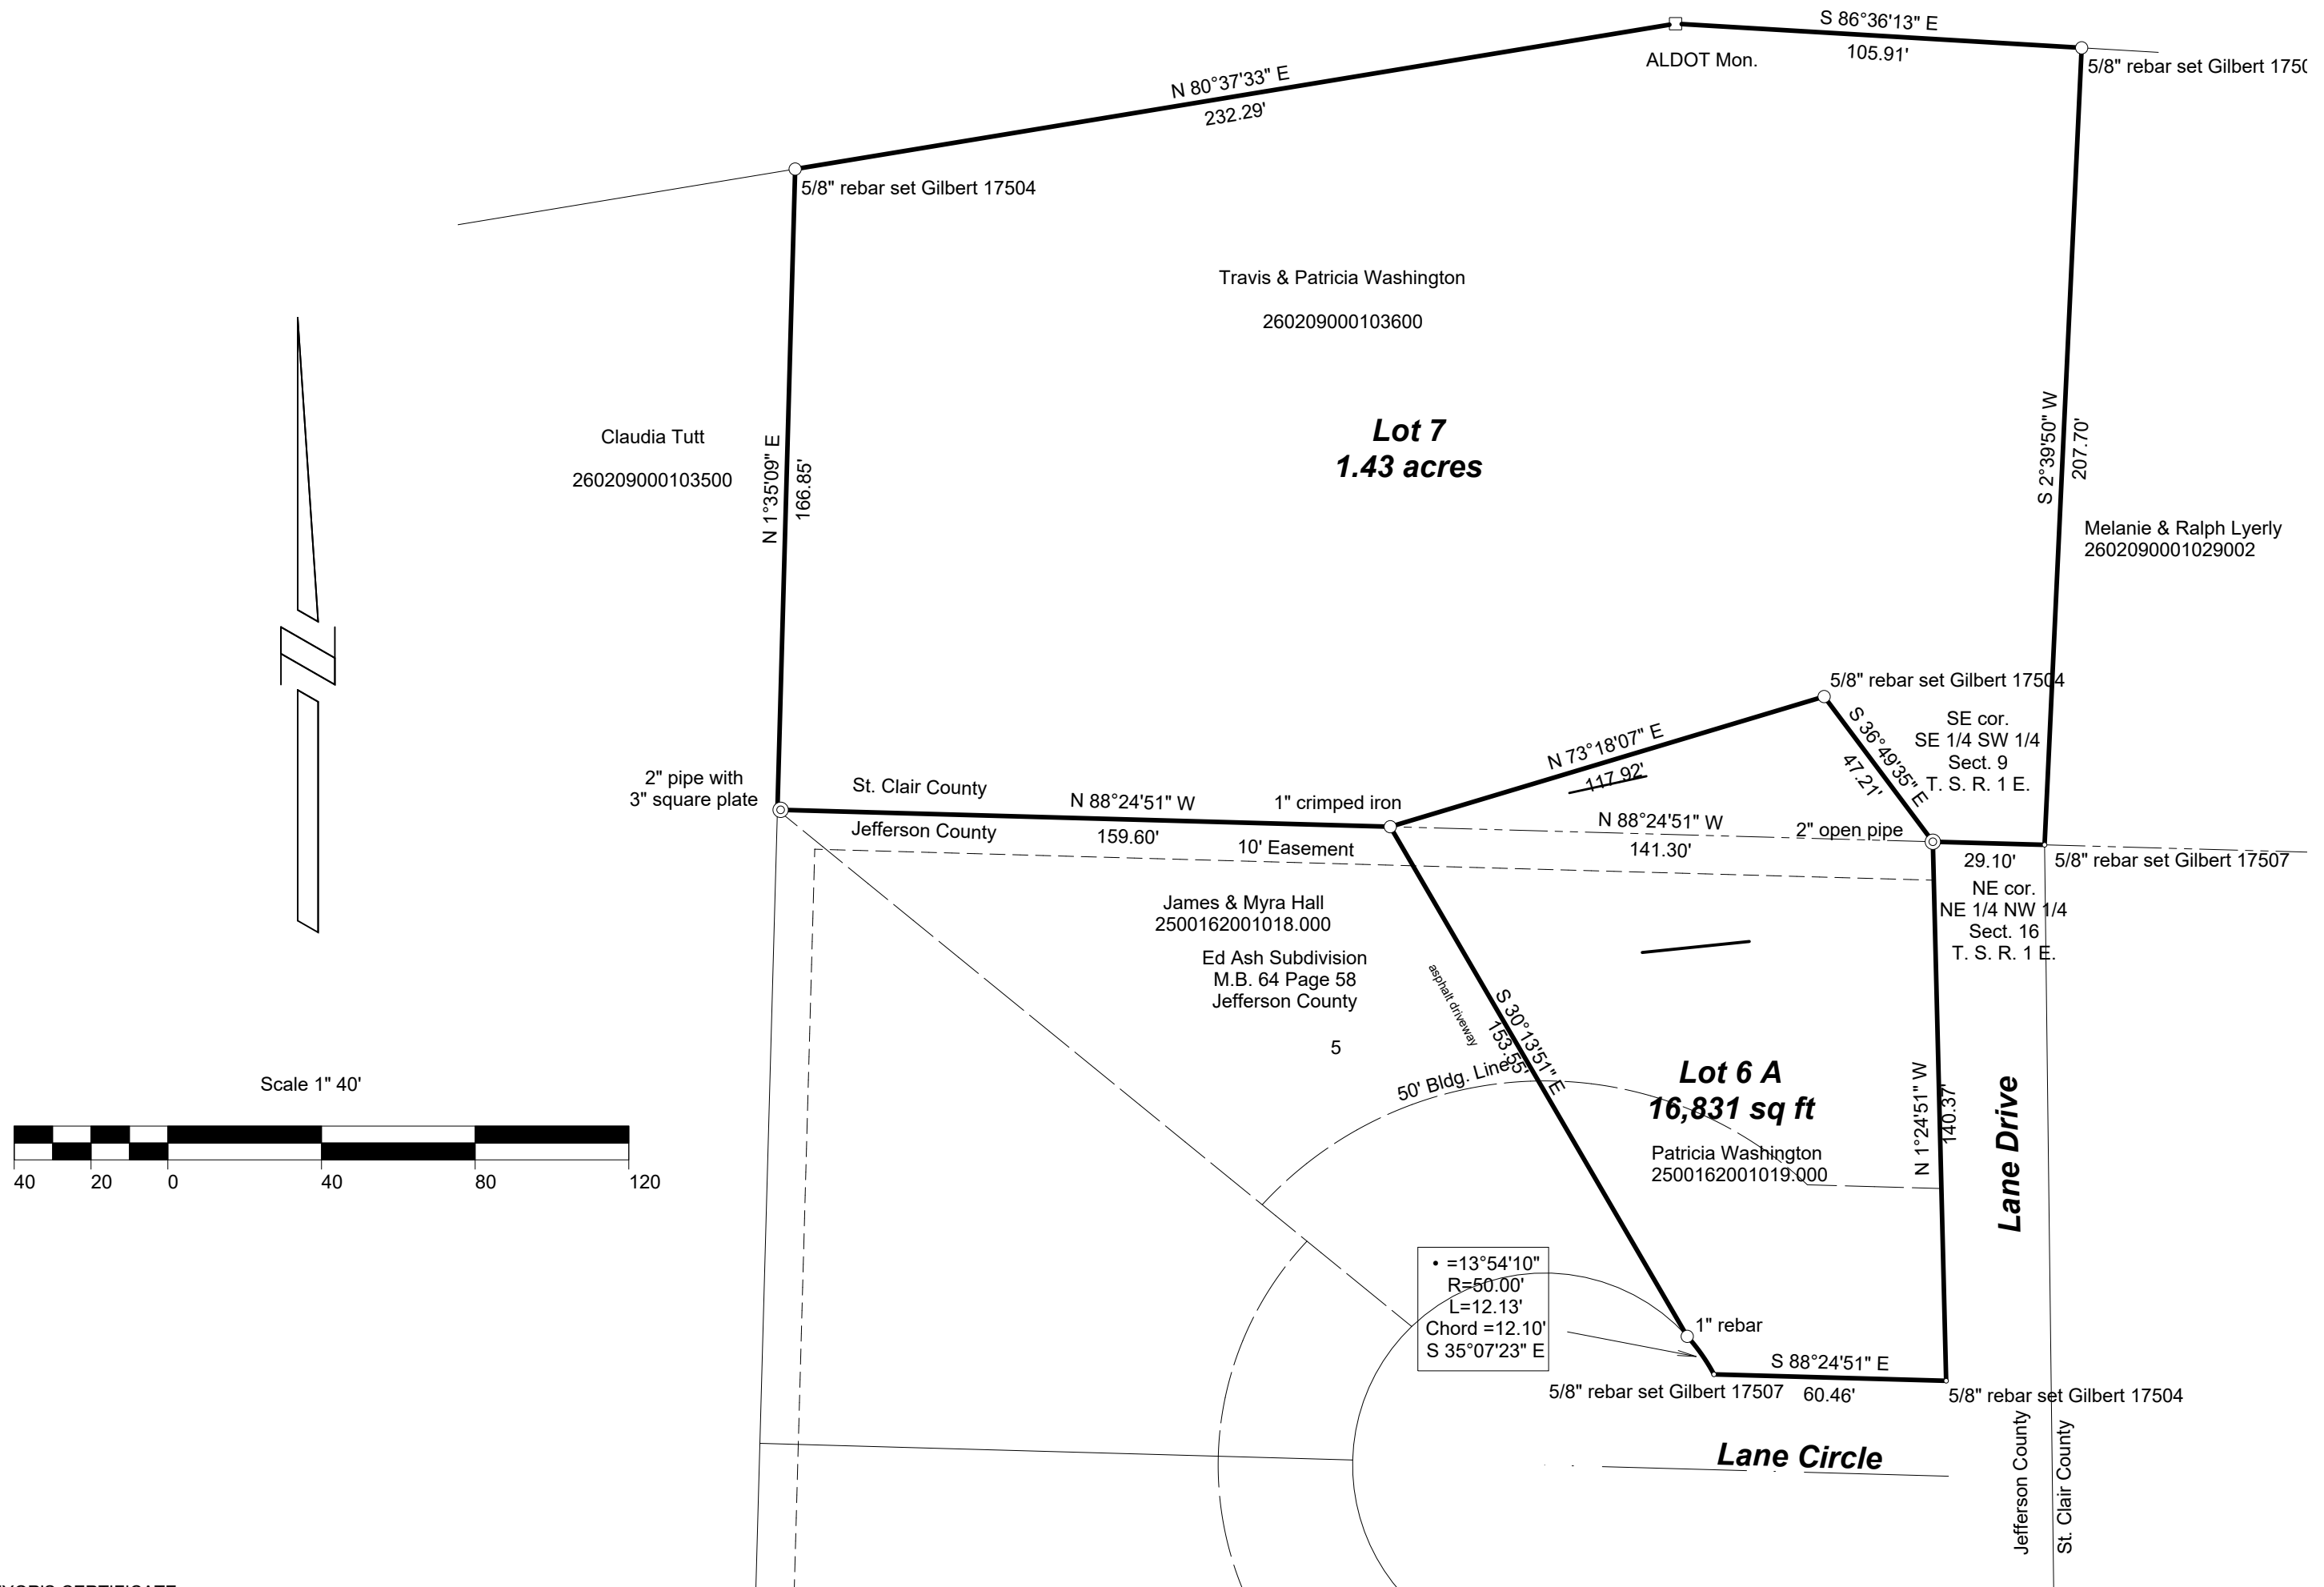 S 86°36'13" E
105.91'
ALDOT Mon.
5/8" rebar set Gilbert 1750
N 80°37'33" E
232.29'
5/8" rebar set Gilbert 17504
Travis & Patricia Washington
260209000103600
Claudia Tutt
260209000103500
N 1°35'09" E
166.85'
Lot 7
1.43 acres
S 2°39'50" W
207.70'
Melanie & Ralph Lyerly
2602090001029002
5/8" rebar set Gilbert 17504
SE cor.
SE 1/4 SW 1/4
Sect. 9
T. S. R. 1 E.
S 36°49'35" E
47.21'
N 73°18'07" E
117.92'
2" pipe with
3" square plate
St. Clair County
Jefferson County
N 88°24'51" W
159.60'
1" crimped iron
10' Easement
N 88°24'51" W
141.30'
2" open pipe
29.10'
5/8" rebar set Gilbert 17507
NE cor.
NE 1/4 NW 1/4
Sect. 16
T. S. R. 1 E.
James & Myra Hall
2500162001018.000
Ed Ash Subdivision
M.B. 64 Page 58
Jefferson County
5
asphalt driveway
S 30°13'51" E
153.55'
50' Bldg. Line
Lot 6 A
16,831 sq ft
Patricia Washington
2500162001019.000
N 1°24'51" W
140.37'
Lane Drive
Scale 1" 40'
40 20 0 40 80 120
• =13°54'10"
R=50.00'
L=12.13'
Chord =12.10'
S 35°07'23" E
1" rebar
S 88°24'51" E
60.46'
5/8" rebar set Gilbert 17507
5/8" rebar set Gilbert 17504
Lane Circle
Jefferson County
St. Clair County